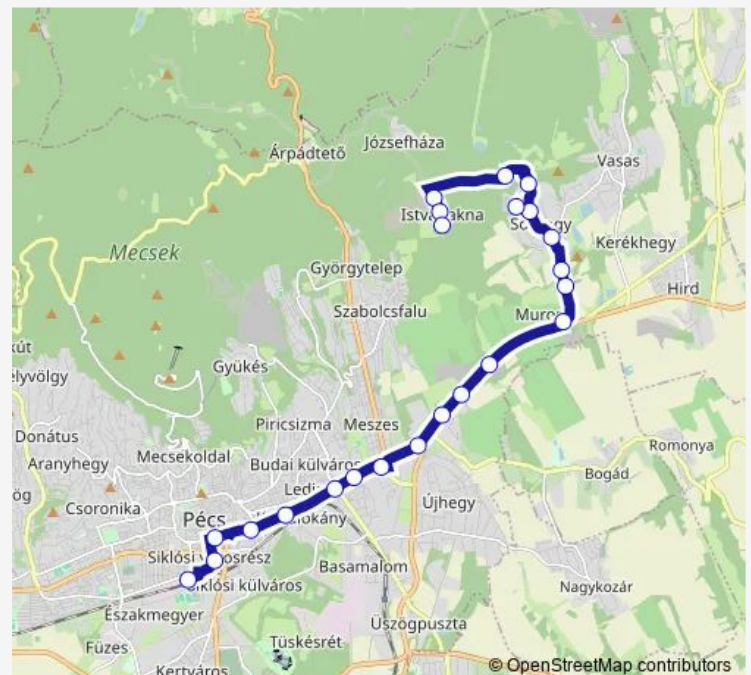 Józsefháza
Árpádtető
Vasas
Kerékhegy
Mecsek
Györgytelep
Hird
Szabolcsfalu
Gyükés
Piricsizma
Meszes
Donátus
Mecsekoldal
Budai külváros
Romonya
Aranyhegy
Bogád
Csoronika
Újhegy
Pécs
Basamalom
Nagykozár
Északmegyer
Üszögpuszta
Füzes
Tüskésrét
Kertváros
© OpenStreetMap contributors